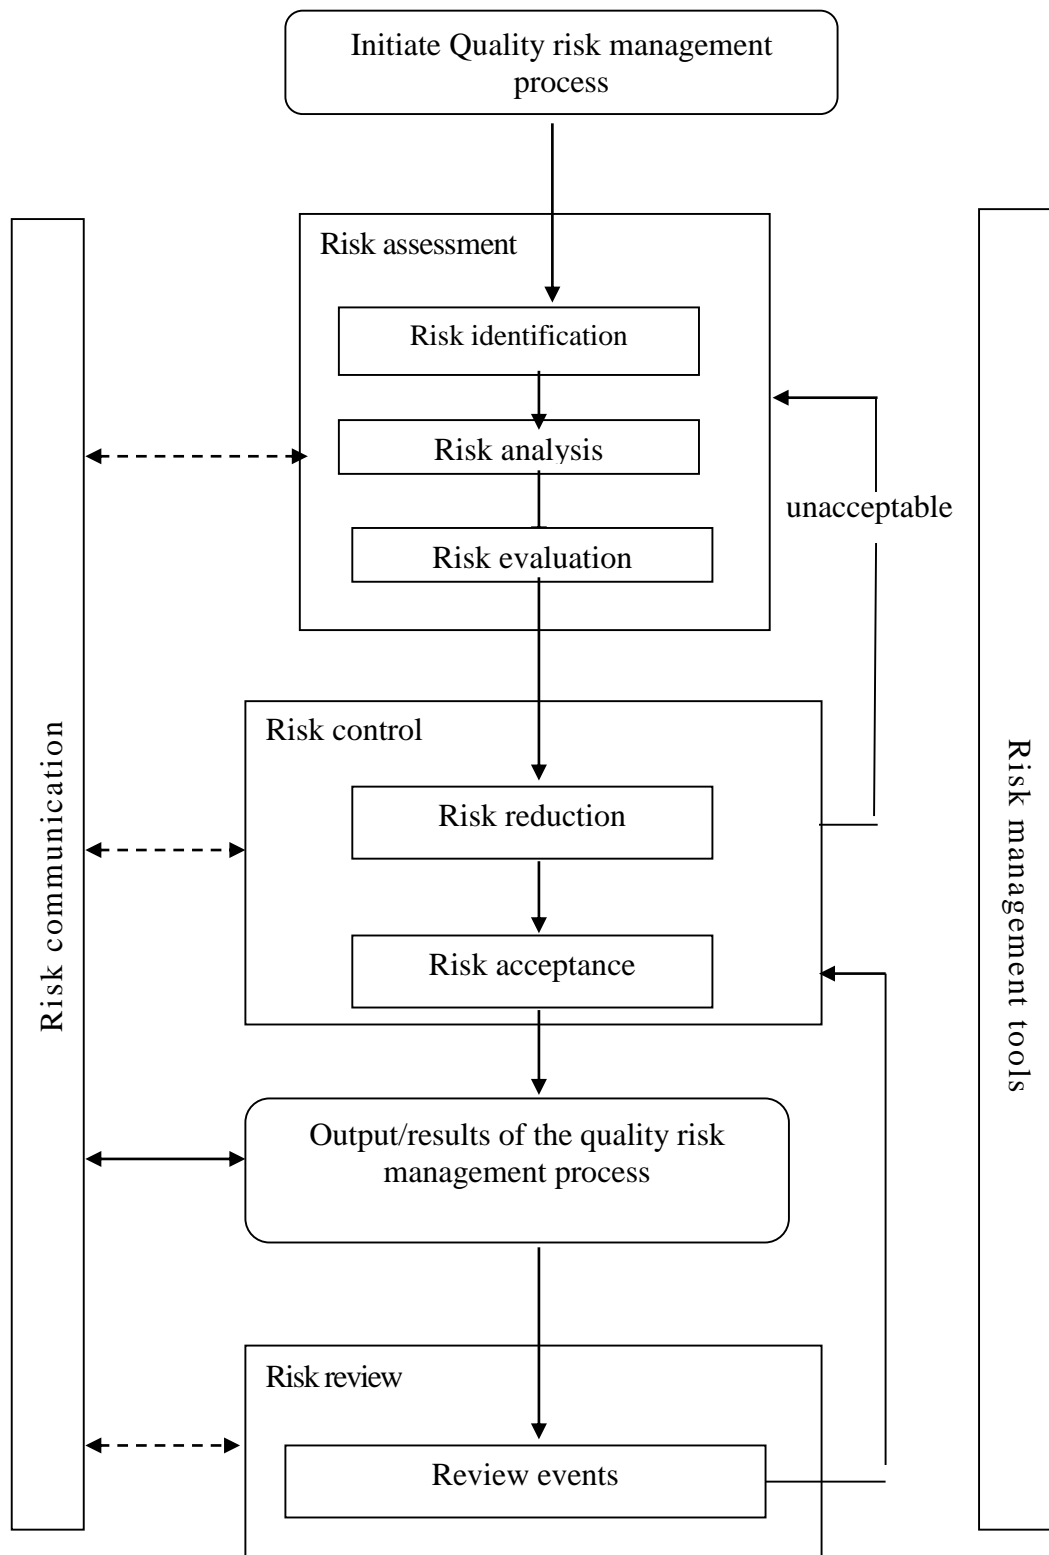 Initiate Quality risk management
process
Risk assessment
Risk identification
Risk analysis
unacceptable
Risk evaluation
Risk communication
Risk management tools
Risk control
Risk reduction
Risk acceptance
Output/results of the quality risk
management process
Risk review
Review events